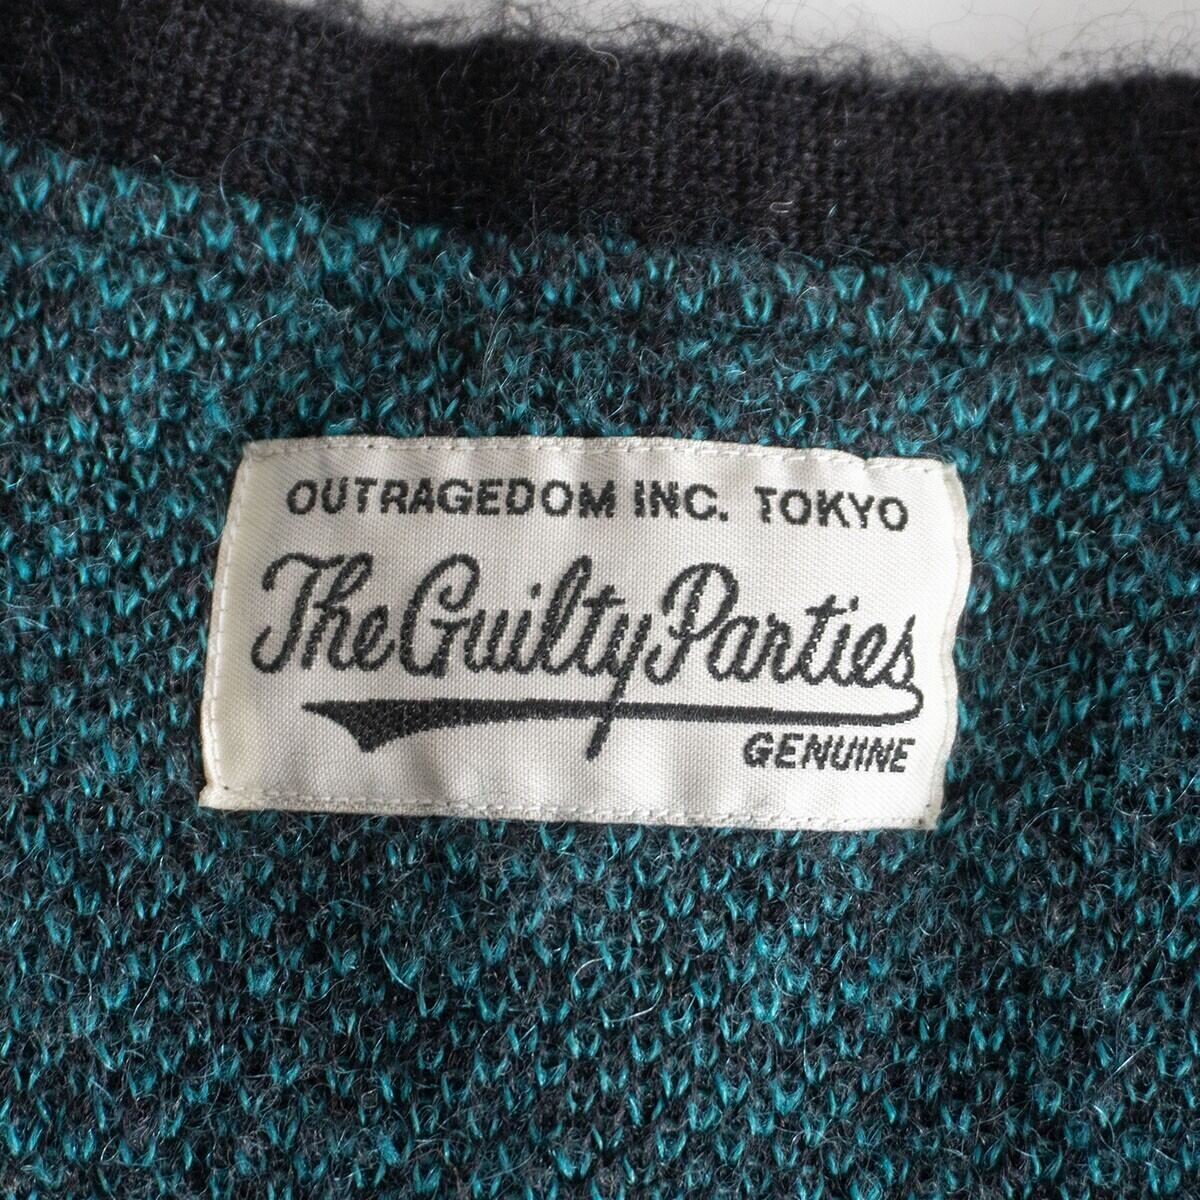 OUTRAGEDOM INC. TOKYO
The Guilty Parties
GENUINE